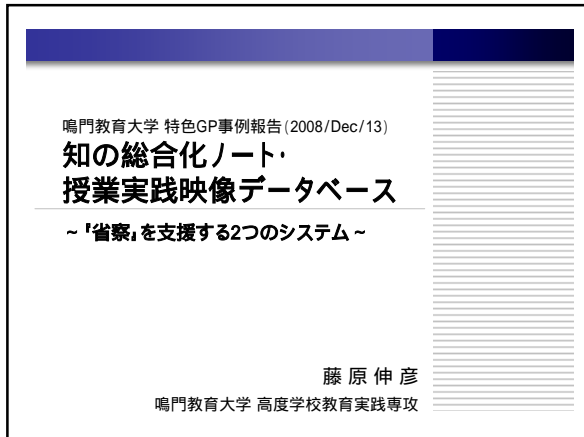 鳴門教育大学 特色GP事例報告(2008/Dec/13)
知の総合化ノート・
授業実践映像データベース
~「省察」を支援する2つのシステム~
藤 原 伸 彦
鳴門教育大学 高度学校教育実践専攻